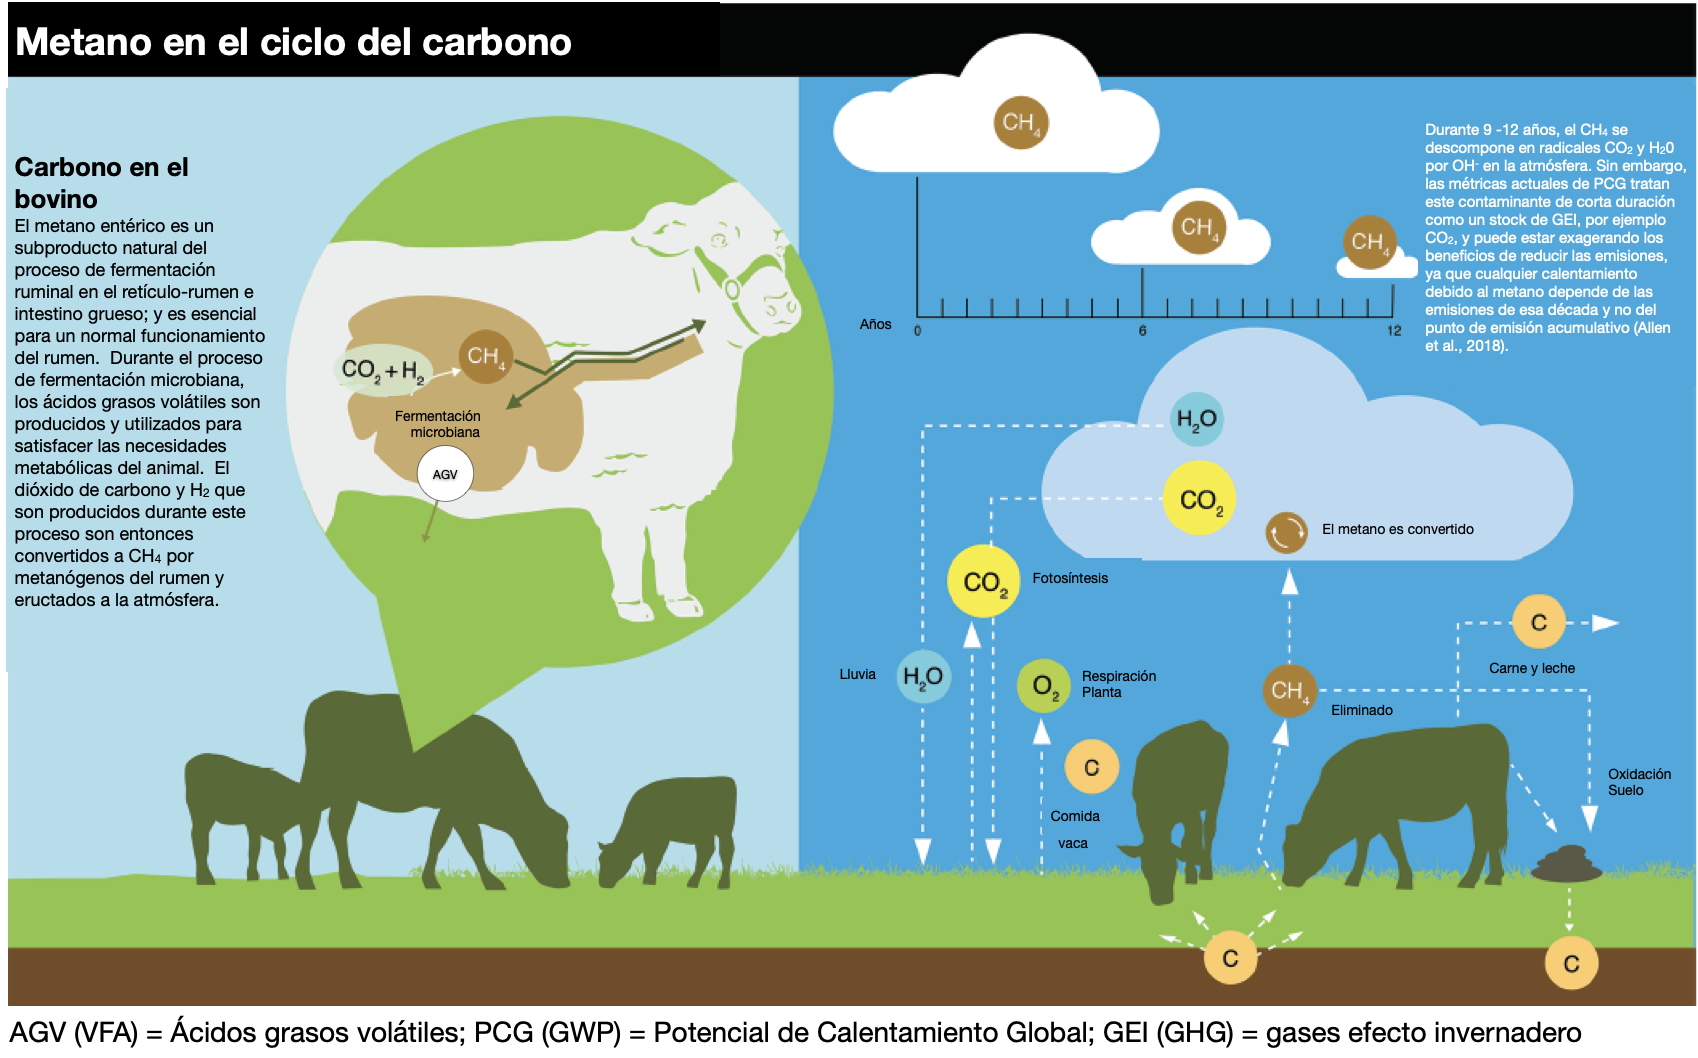 Metano en el ciclo del carbono
Carbono en el
bovino
El metano entérico es un
subproducto natural del
proceso de fermentación
ruminal en el retículo-rumen e
intestino grueso; y es esencial
para un normal funcionamiento
del rumen.  Durante el proceso
de fermentación microbiana,
los ácidos grasos volátiles son
producidos y utilizados para
satisfacer las necesidades
metabólicas del animal.  El
dióxido de carbono y H₂ que
son producidos durante este
proceso son entonces
convertidos a CH₄ por
metanógenos del rumen y
eructados a la atmósfera.
CO₂ + H₂
CH₄
Fermentación
microbiana
AGV
CH₄
CH₄
CH₄
Años
0
6
12
Durante 9 -12 años, el CH₄ se
descompone en radicales CO₂ y H₂0
por OH⁻ en la atmósfera. Sin embargo,
las métricas actuales de PCG tratan
este contaminante de corta duración
como un stock de GEI, por ejemplo
CO₂, y puede estar exagerando los
beneficios de reducir las emisiones,
ya que cualquier calentamiento
debido al metano depende de las
emisiones de esa década y no del
punto de emisión acumulativo (Allen
et al., 2018).
H₂O
CO₂
El metano es convertido
CO₂
Fotosíntesis
C
Carne y leche
Lluvia
H₂O
O₂
Respiración
Planta
CH₄
Eliminado
C
Comida
vaca
Oxidación
Suelo
C
C
AGV (VFA) = Ácidos grasos volátiles; PCG (GWP) = Potencial de Calentamiento Global; GEI (GHG) = gases efecto invernadero